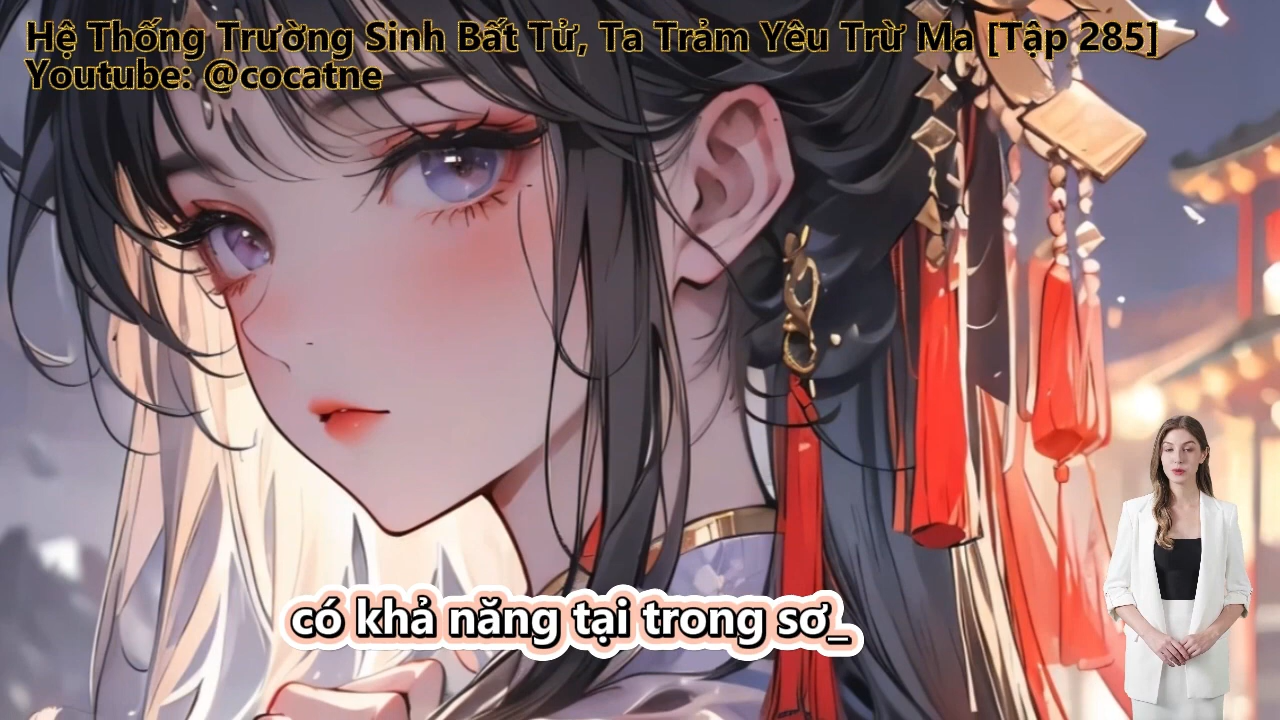 Hệ Thống Trường Sinh Bất Tử, Ta Trảm Yêu Trừ Ma [Tập 285]
Youtube: @cocatne
có khả năng tại trong sơ_